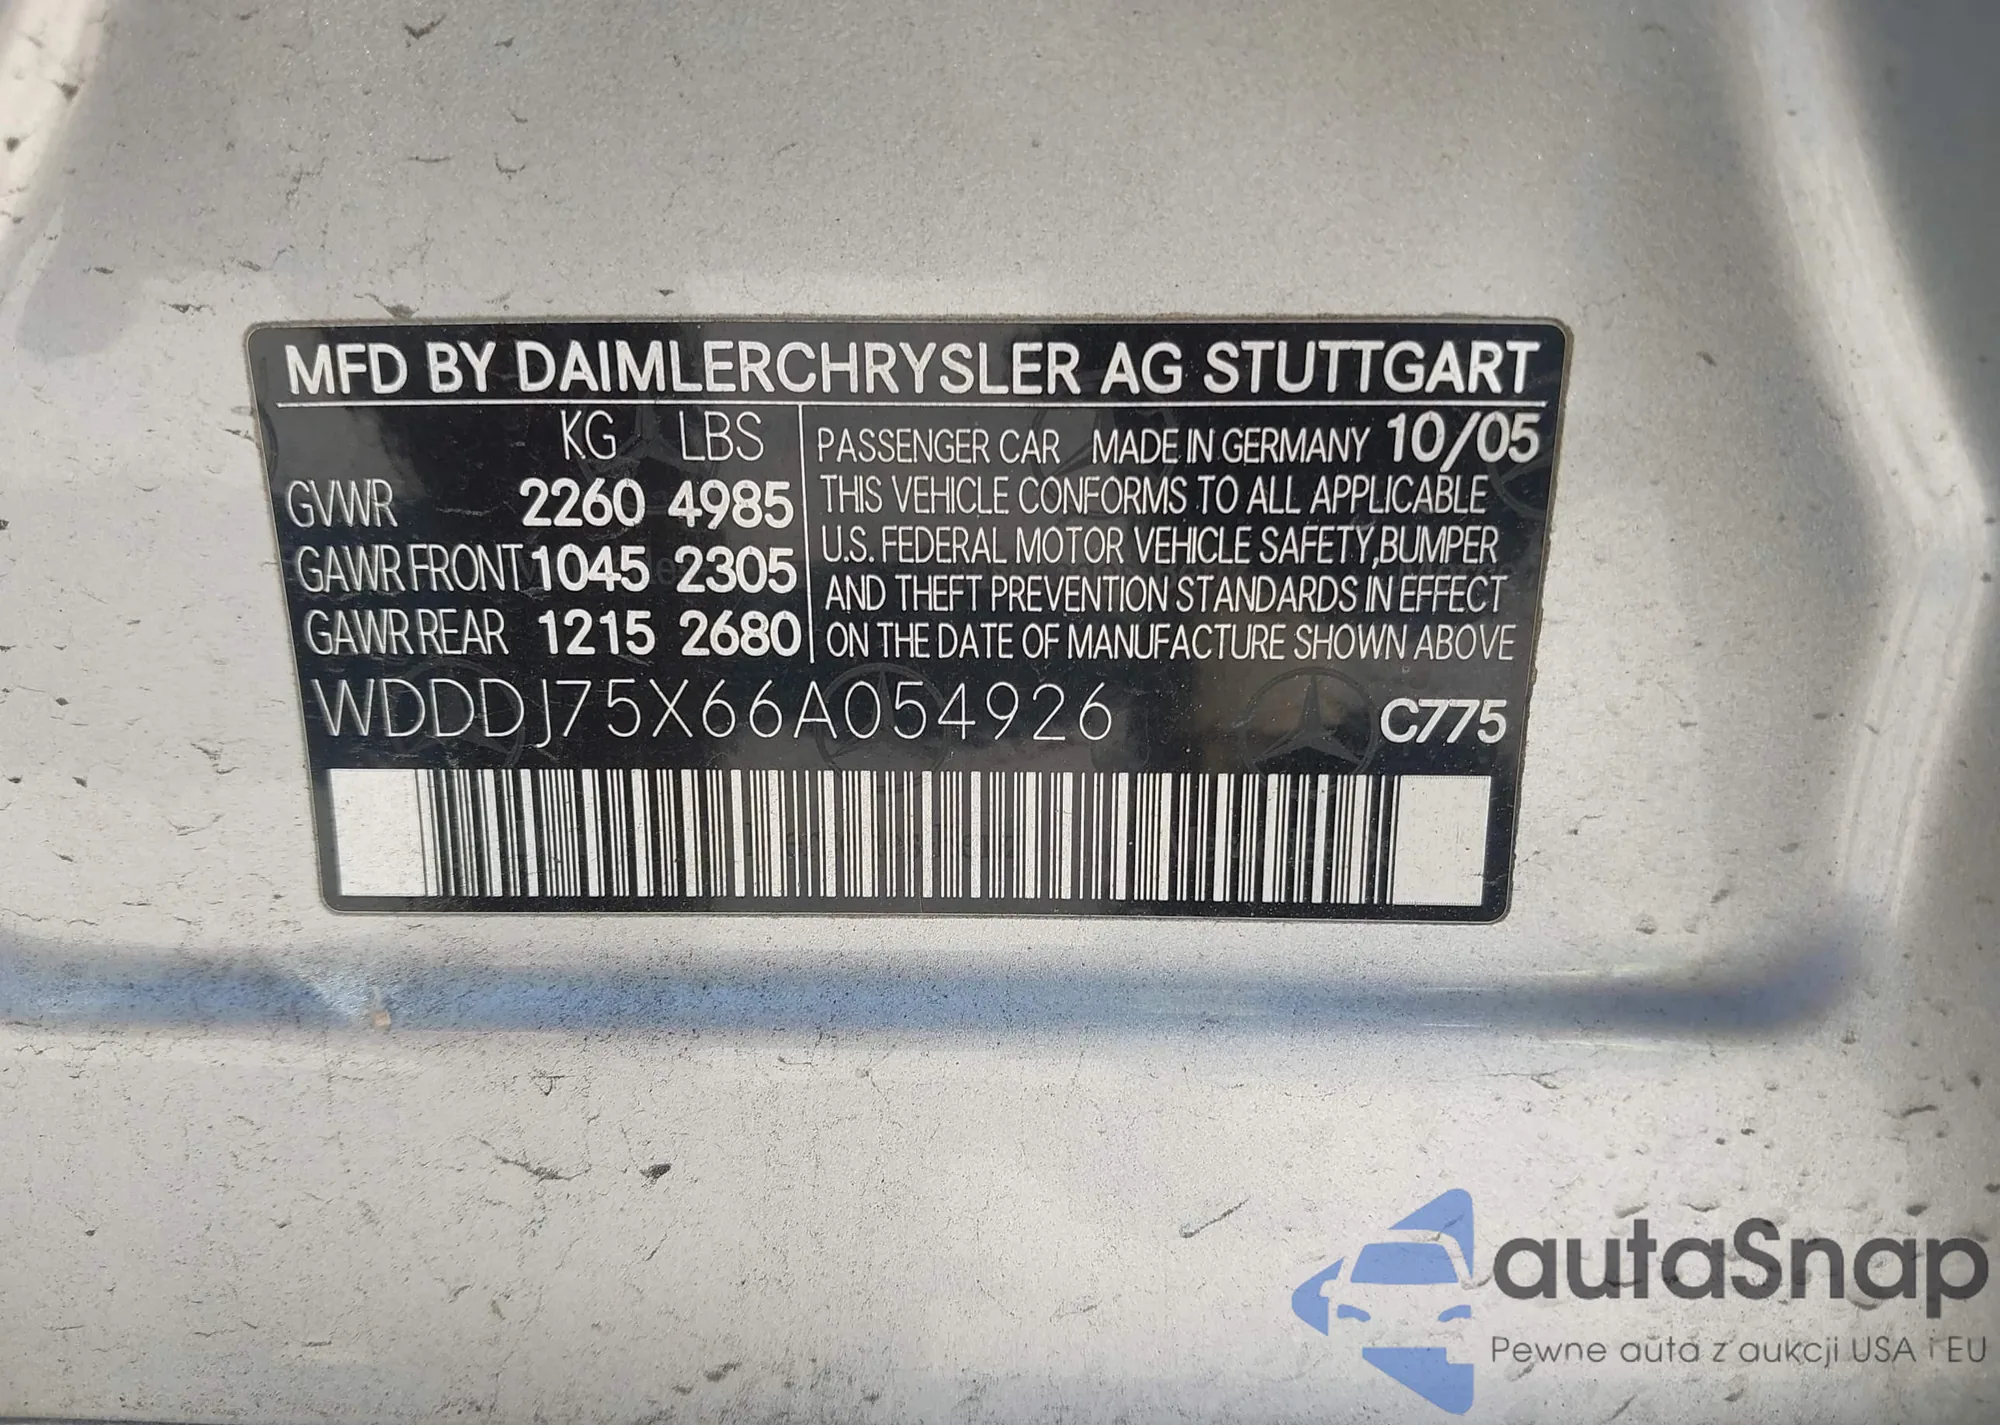 MFD BY DAIMLERCHRYSLER AG STUTTGART
KG LBS
GVWR 2260 4985
GAWR FRONT 1045 2305
GAWR REAR 1215 2680
PASSENGER CAR MADE IN GERMANY 10/05
THIS VEHICLE CONFORMS TO ALL APPLICABLE
U.S. FEDERAL MOTOR VEHICLE SAFETY, BUMPER
AND THEFT PREVENTION STANDARDS IN EFFECT
ON THE DATE OF MANUFACTURE SHOWN ABOVE
WDDDJ75X66A054926 C775
autaSnap
Pewne auta z aukcji USA i EU